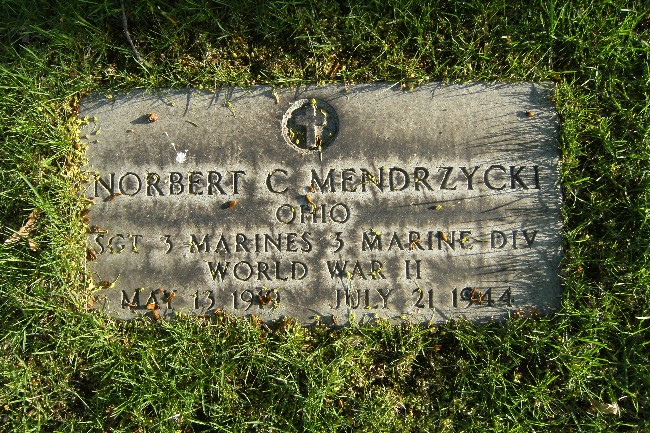 NORBERT C MENDRZYCKI
OHIO
SGT 3 MARINES 3 MARINE DIV
WORLD WAR II
MAY 13 JULY 21 1944